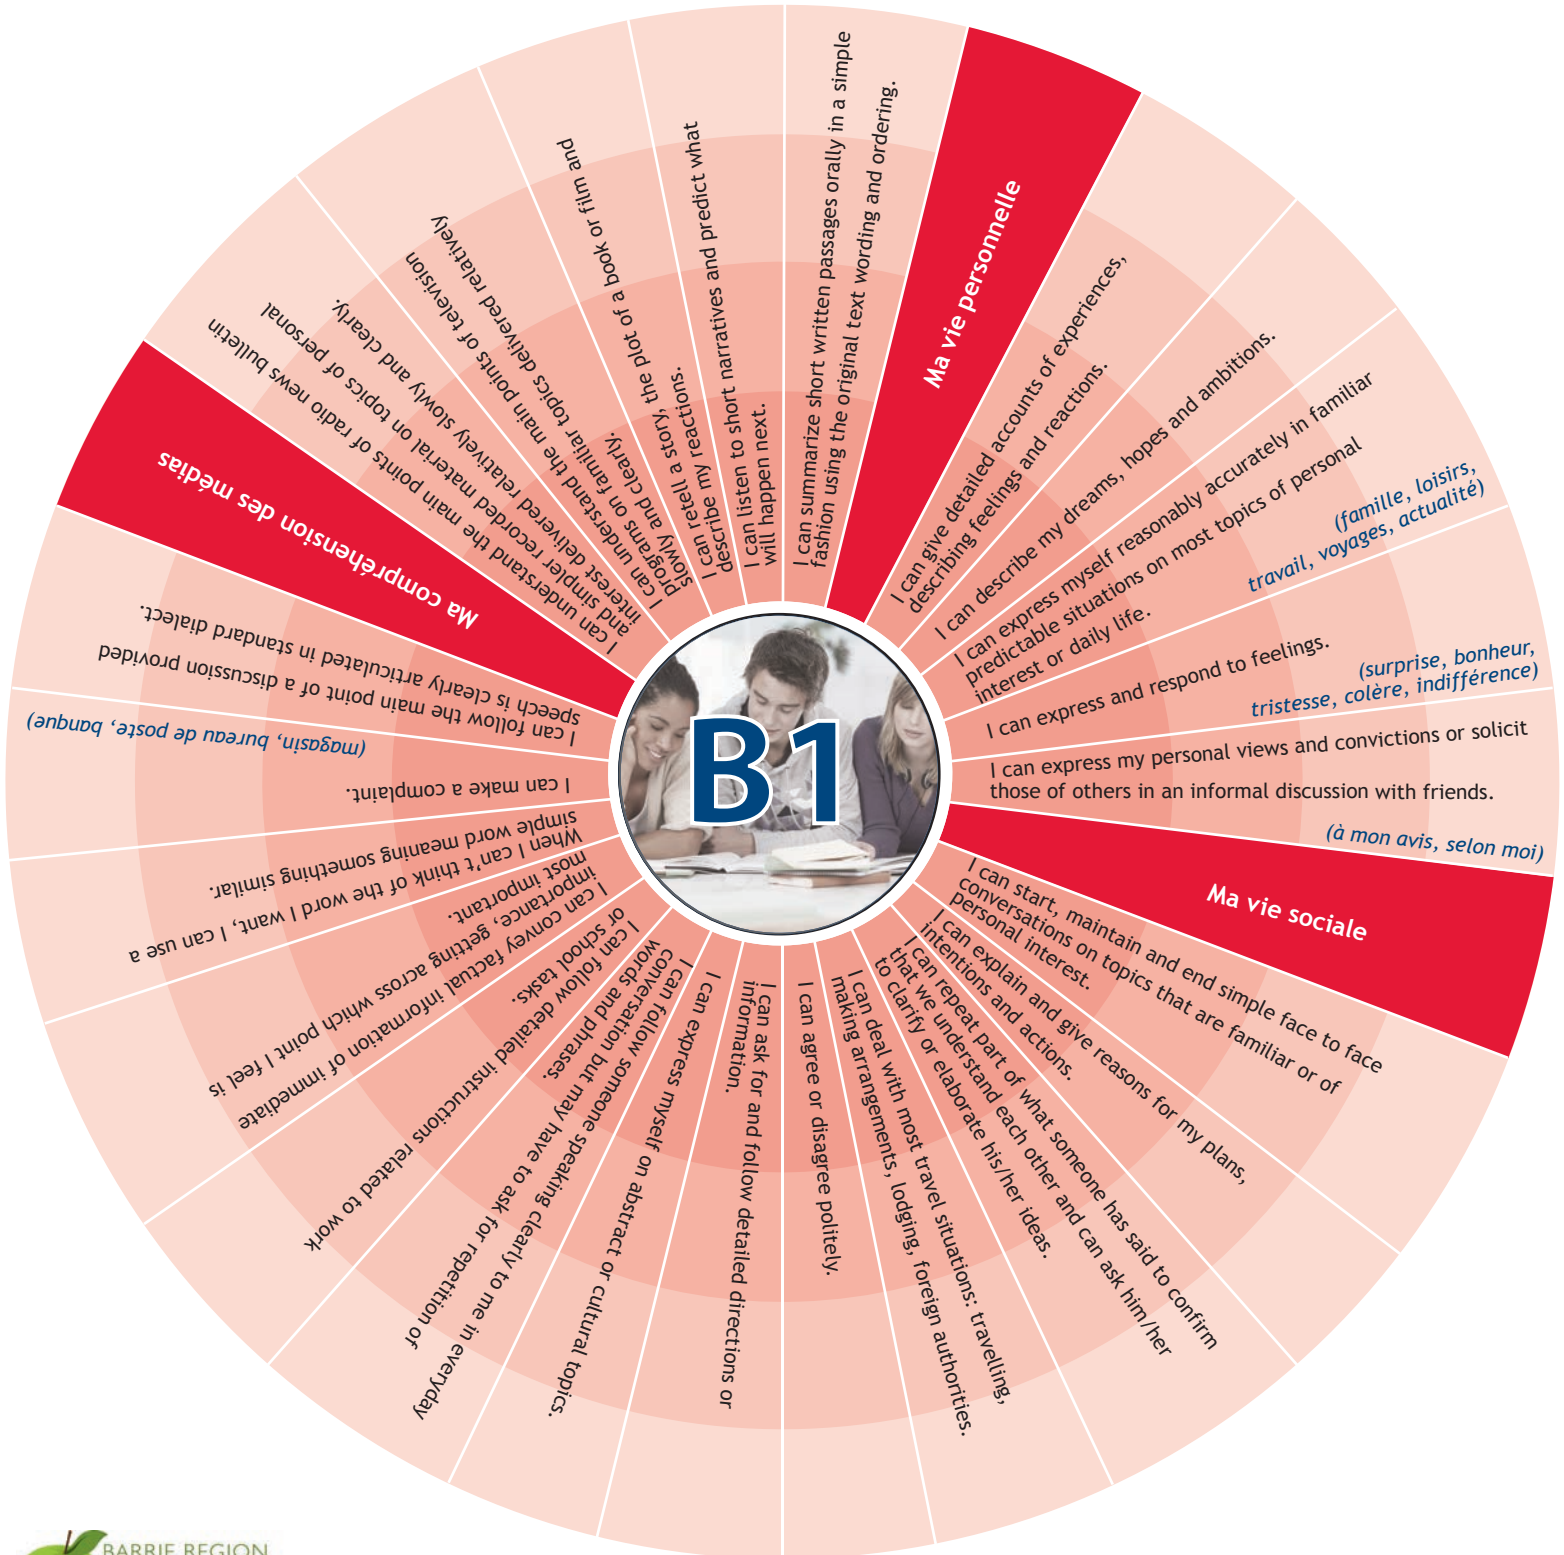 B1
Ma vie personnelle
I can give detailed accounts of experiences,
describing feelings and reactions.
I can describe my dreams, hopes and ambitions.
I can express myself reasonably accurately in familiar
predictable situations on most topics of personal
interest or daily life.
(famille, loisirs,
travail, voyages, actualité)
I can express and respond to feelings.
(surprise, bonheur,
tristesse, colère, indifférence)
I can express my personal views and convictions or solicit
those of others in an informal discussion with friends.
(à mon avis, selon moi)
Ma vie sociale
I can start, maintain and end simple face to face
conversations on topics that are familiar or of
personal interest.
I can explain and give reasons for my plans,
intentions and actions.
I can repeat part of what someone has said to confirm
that we understand each other and can ask him/her
to clarify or elaborate his/her ideas.
I can deal with most travel situations: travelling,
making arrangements, lodging, foreign authorities.
I can agree or disagree politely.
I can ask for and follow detailed directions or
information.
I can express myself on abstract or cultural topics.
I can follow someone speaking clearly to me in everyday
conversation but may have to ask for repetition of
words and phrases.
I can follow detailed instructions related to work
or school tasks.
I can convey factual information of immediate
importance, getting across which point I feel is
most important.
When I can't think of the word I want, I can use a
simple word meaning something similar.
I can make a complaint.
(magasin, bureau de poste, banque)
I can follow the main point of a discussion provided
speech is clearly articulated in standard dialect.
Ma compréhension des médias
I can understand the main points of radio news bulletin
and simpler recorded material on topics of personal
interest delivered relatively slowly and clearly.
I can understand the main points of television
programs on familiar topics delivered relatively
slowly and clearly.
I can retell a story, the plot of a book or film and
describe my reactions.
I can listen to short narratives and predict what
will happen next.
I can summarize short written passages orally in a simple
fashion using the original text wording and ordering.
BARRIE REGION